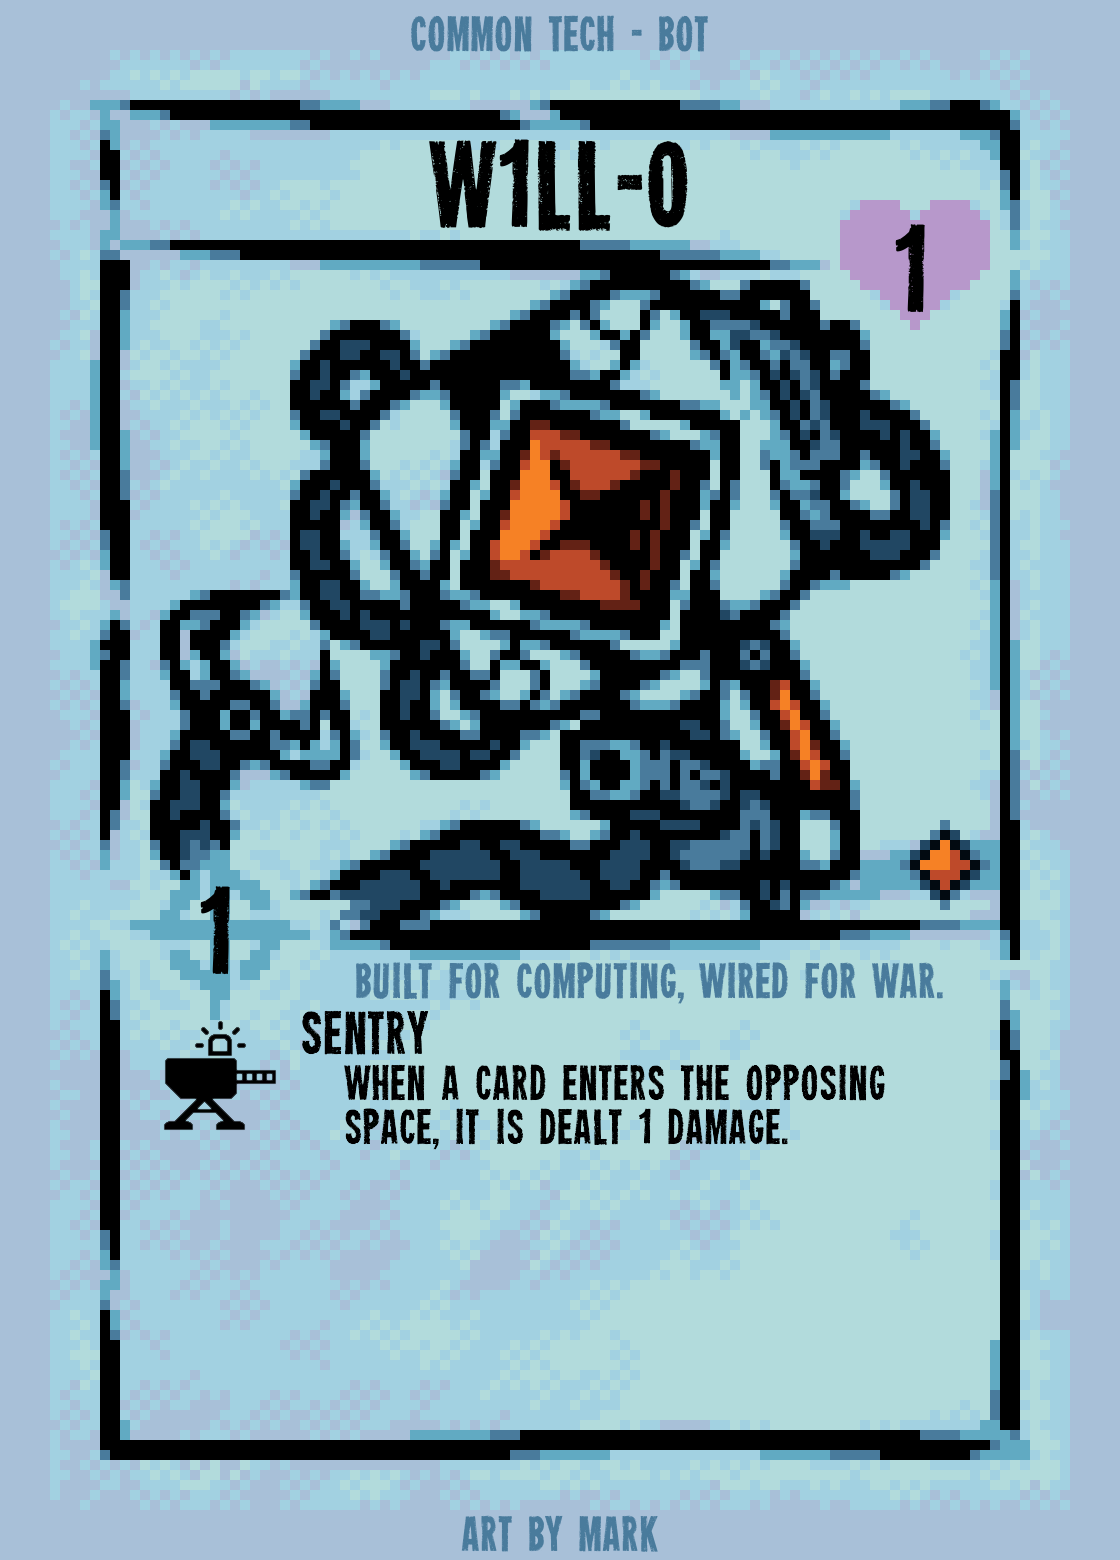 COMMON TECH - BOT
W1LL-0
1
1
BUILT FOR COMPUTING, WIRED FOR WAR.
SENTRY
WHEN A CARD ENTERS THE OPPOSING
SPACE, IT IS DEALT 1 DAMAGE.
ART BY MARK